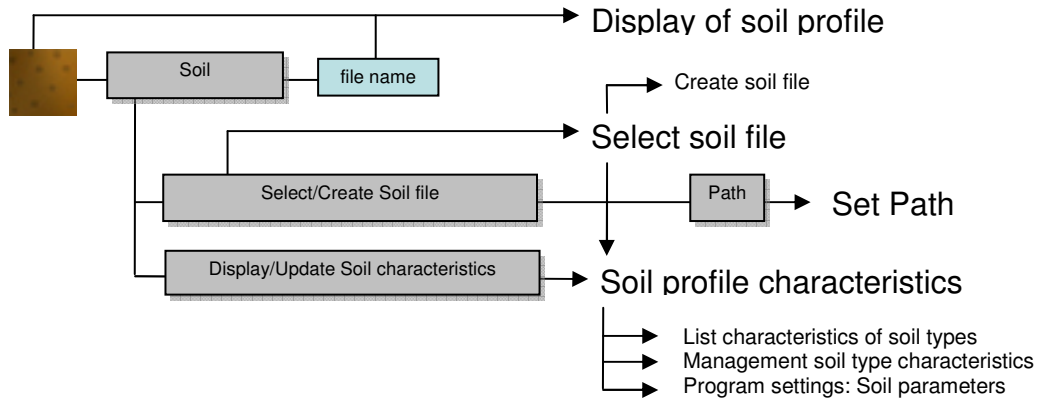 Display of soil profile
Soil
file name
Create soil file
Select soil file
Select/Create Soil file
Path
Set Path
Display/Update Soil characteristics
Soil profile characteristics
List characteristics of soil types
Management soil type characteristics
Program settings: Soil parameters